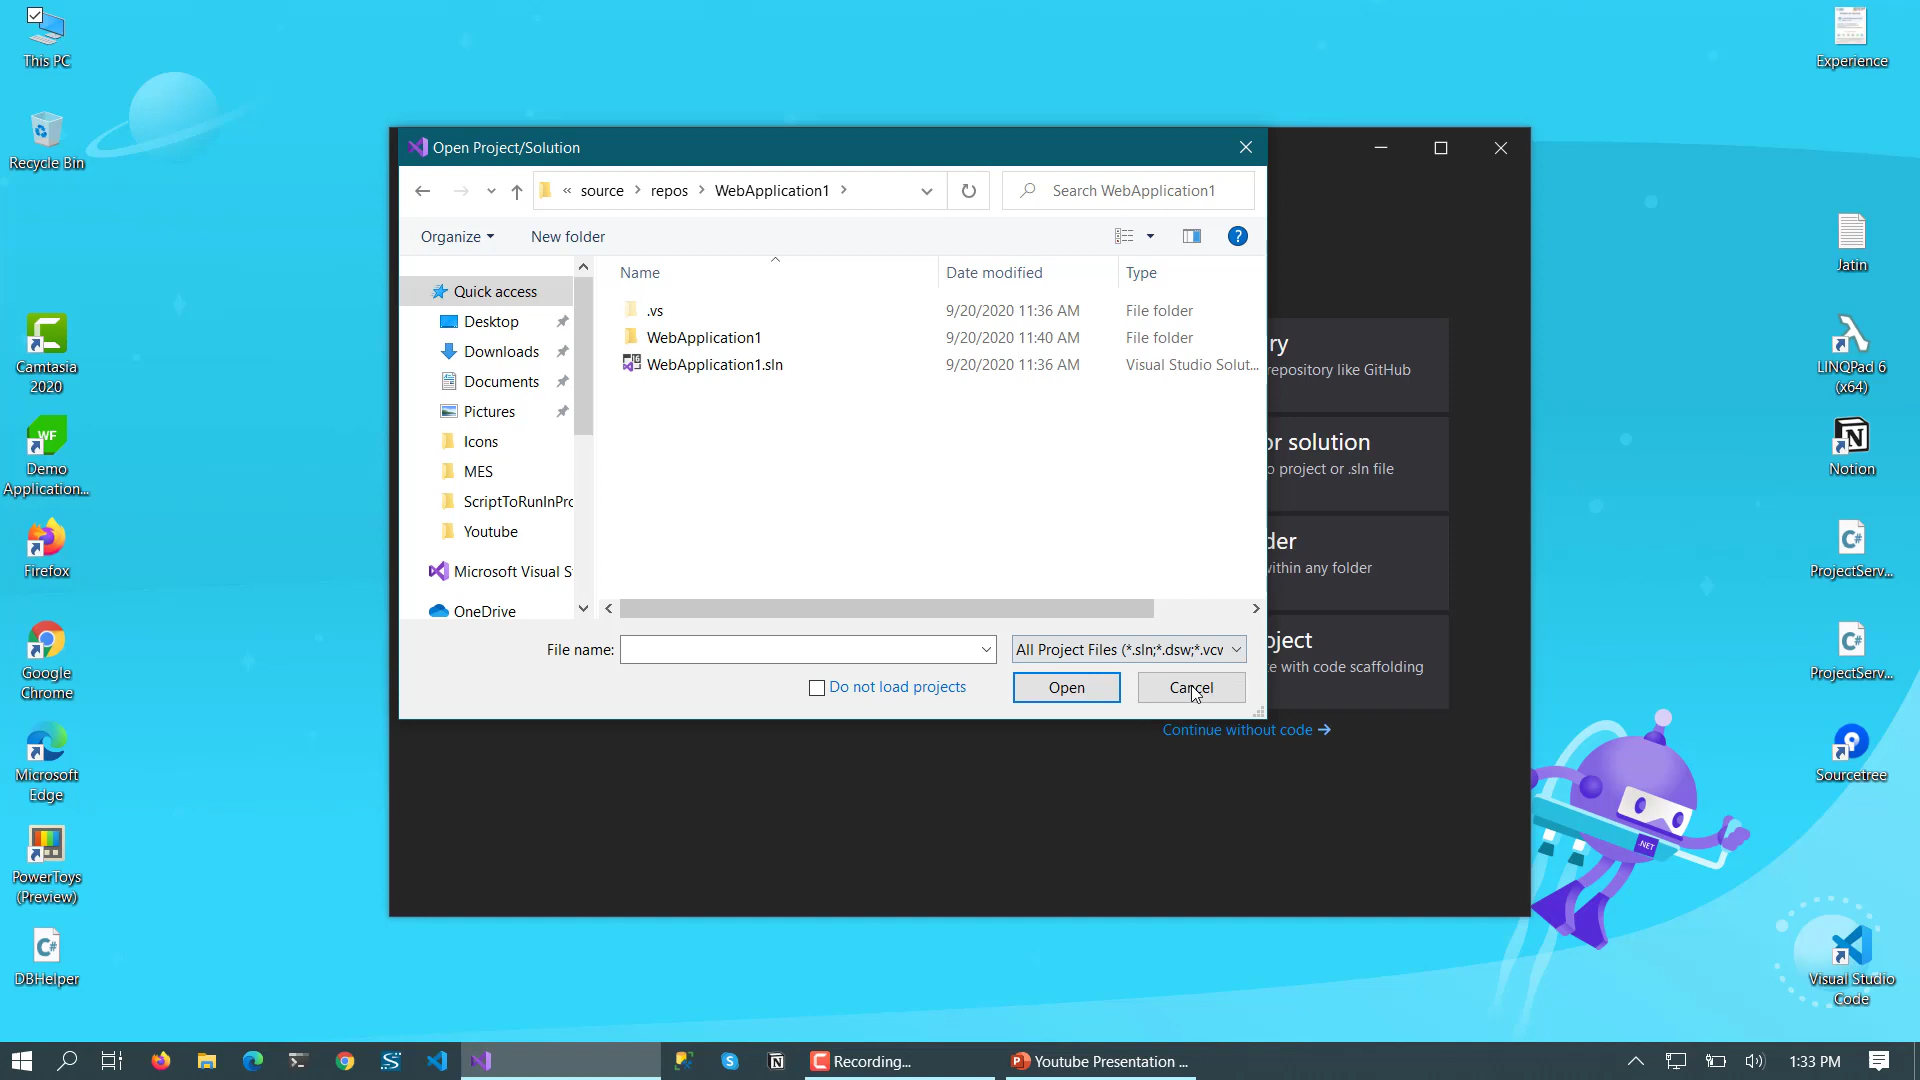 This PC
Recycle Bin
Camtasia
2020
WF
Demo
Application...
Firefox
Google
Chrome
Microsoft
Edge
PowerToys
(Preview)
C#
DBHelper
Open Project/Solution
« source › repos › WebApplication1 ›
Search WebApplication1
Organize
New folder
?
Name
Date modified
Type
Quick access
Desktop
Downloads
Documents
Pictures
Icons
MES
ScriptToRunInPro
Youtube
Microsoft Visual S
OneDrive
.vs 9/20/2020 11:36 AM File folder
WebApplication1 9/20/2020 11:40 AM File folder
WebApplication1.sln 9/20/2020 11:36 AM Visual Studio Solut...
File name:
All Project Files (*.sln;*.dsw;*.vcw
Do not load projects
Open
Cancel
ry
repository like GitHub
or solution
o project or .sln file
der
within any folder
oject
te with code scaffolding
Continue without code →
.NET
Experience
Jatin
LINQPad 6
(x64)
Notion
C#
ProjectServ...
C#
ProjectServ...
Sourcetree
Visual Studio
Code
Recording...
Youtube Presentation ...
1:33 PM